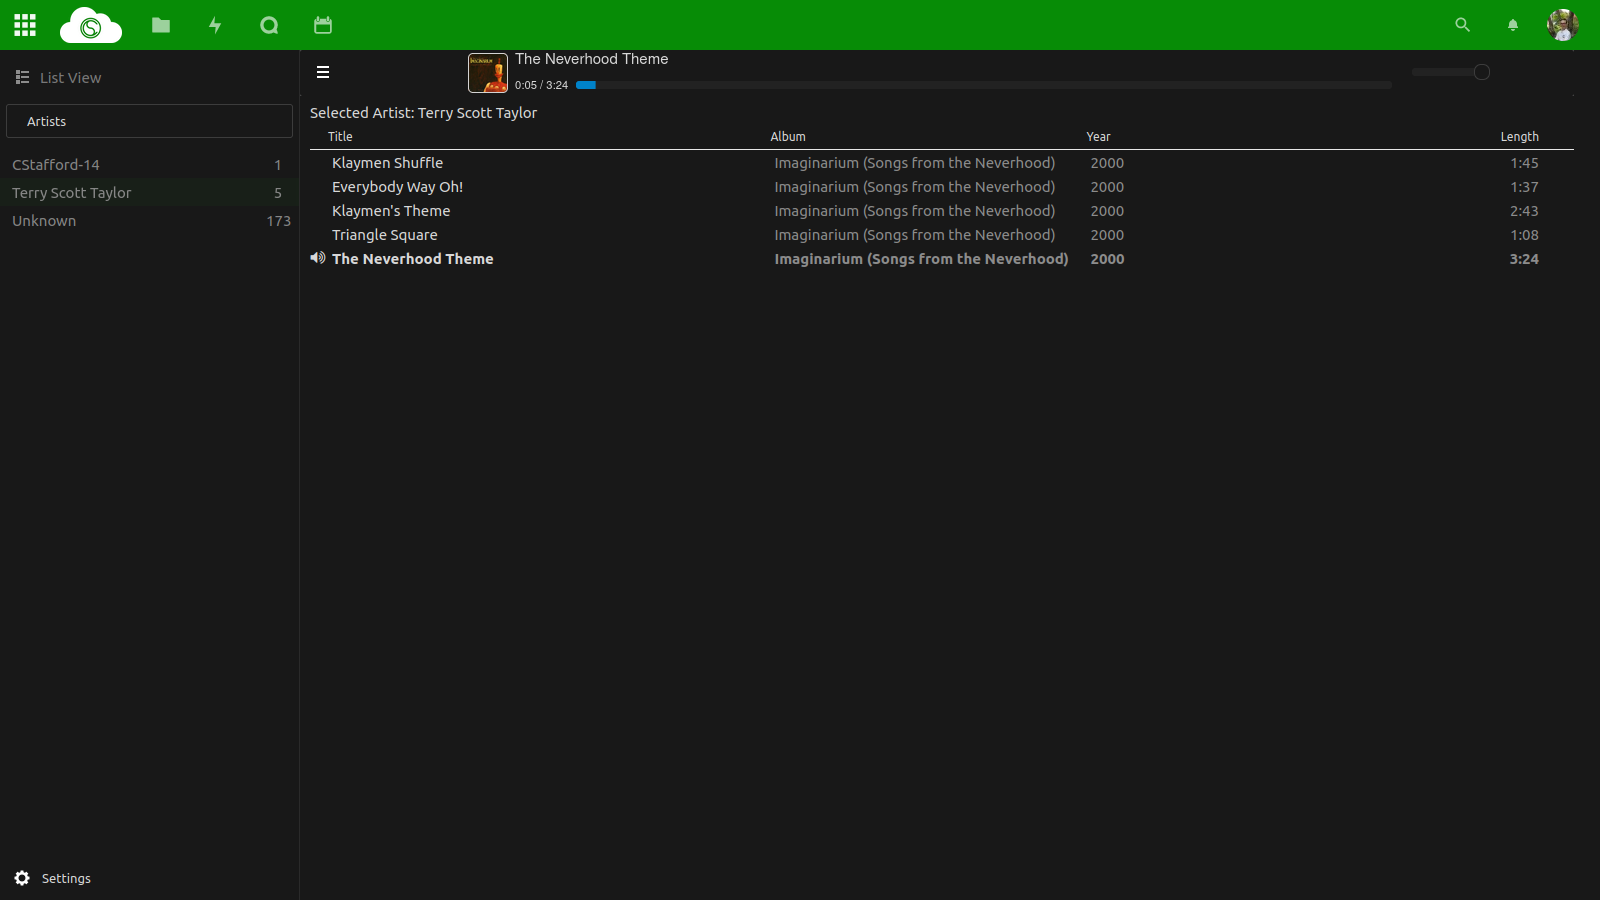 List View
Artists
CStafford-14 1
Terry Scott Taylor 5
Unknown 173
Settings
The Neverhood Theme
0:05 / 3:24
Selected Artist: Terry Scott Taylor
Title Album Year Length
Klaymen Shuffle Imaginarium (Songs from the Neverhood) 2000 1:45
Everybody Way Oh! Imaginarium (Songs from the Neverhood) 2000 1:37
Klaymen's Theme Imaginarium (Songs from the Neverhood) 2000 2:43
Triangle Square Imaginarium (Songs from the Neverhood) 2000 1:08
The Neverhood Theme Imaginarium (Songs from the Neverhood) 2000 3:24